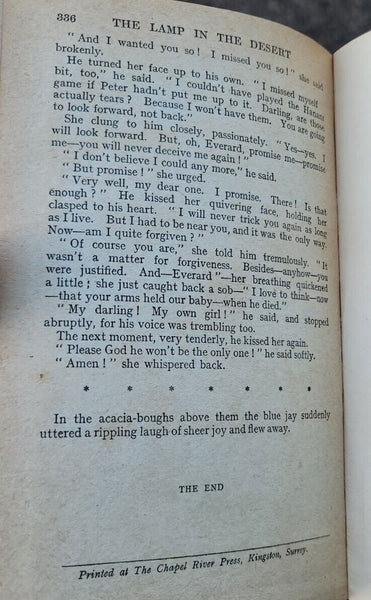 336 THE LAMP IN THE DESERT
" And I wanted you so ! I missed you so ! " she said
brokenly.
He turned her face up to his own. " I missed myself
bit, too," he said. " I couldn't have played the Hanani
game if Peter hadn't put me up to it. Darling, are those
actually tears ? Because I won't have them. You are going
to look forward, not back."
She clung to him closely, passionately. " Yes—yes. I
will look forward. But, oh, Everard, promise me—promise
me—you will never deceive me again ! "
" I don't believe I could any more," he said.
" But promise ! " she urged.
" Very well, my dear one. I promise. There ! Is that
enough ? " He kissed her quivering face, holding her
clasped to his heart. " I will never trick you again as long
as I live. But I had to be near you, and it was the only way.
Now—am I quite forgiven ? "
" Of course you are," she told him tremulously. " It
wasn't a matter for forgiveness. Besides—anyhow—you
were justified. And—Everard "—her breathing quickened
a little ; she just caught back a sob—" I love to think—now
—that your arms held our baby—when he died."
" My darling ! My own girl ! " he said, and stopped
abruptly, for his voice was trembling too.
The next moment, very tenderly, he kissed her again.
" Please God he won't be the only one ! " he said softly.
" Amen ! " she whispered back.
* * * * * * *
In the acacia-boughs above them the blue jay suddenly
uttered a rippling laugh of sheer joy and flew away.
THE END
Printed at The Chapel River Press, Kingston, Surrey.